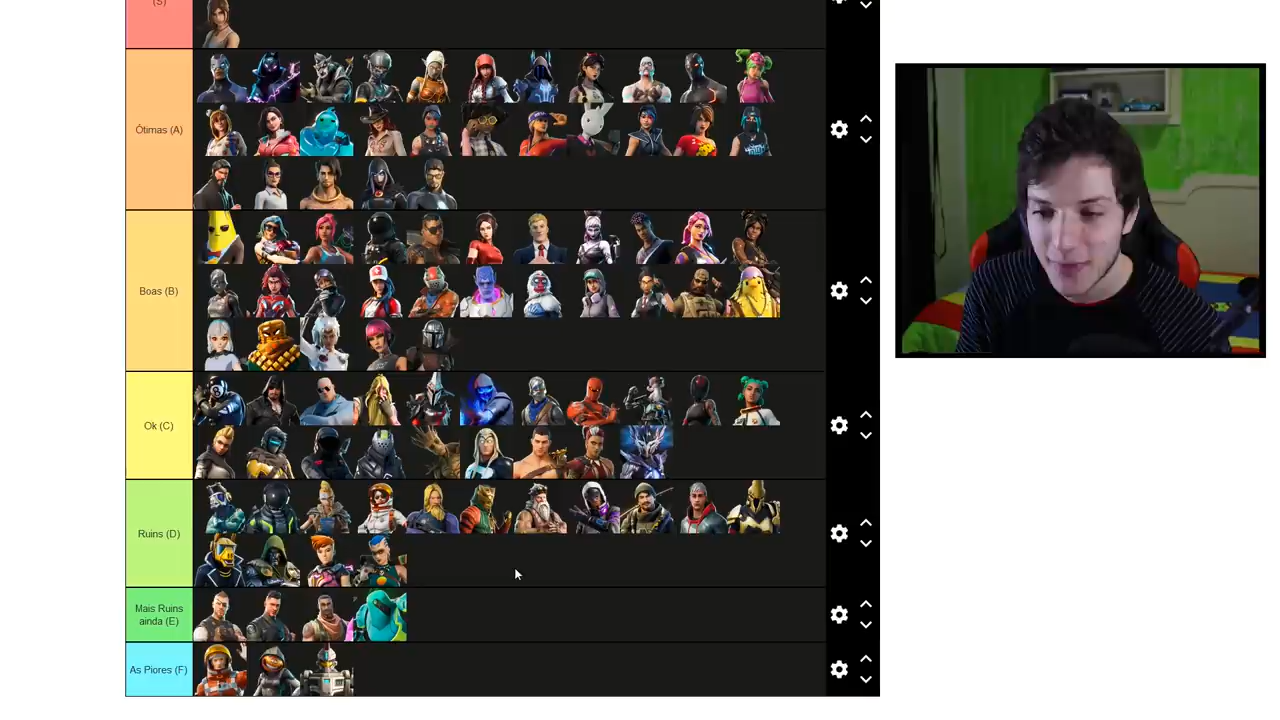 (S)
Ótimas (A)
Boas (B)
Ok (C)
Ruins (D)
Mais Ruins
ainda (E)
As Piores (F)